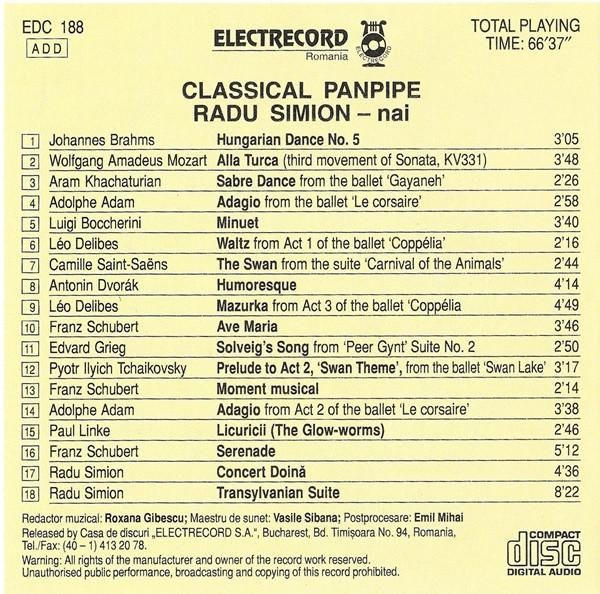 EDC 188
ADD
ELECTRECORD
Romania
ELECTRECORD
TOTAL PLAYING
TIME: 66'37"
CLASSICAL PANPIPE
RADU SIMION – nai
1 Johannes Brahms Hungarian Dance No. 5 3'05
2 Wolfgang Amadeus Mozart Alla Turca (third movement of Sonata, KV331) 3'48
3 Aram Khachaturian Sabre Dance from the ballet 'Gayaneh' 2'26
4 Adolphe Adam Adagio from the ballet 'Le corsaire' 2'58
5 Luigi Boccherini Minuet 3'40
6 Léo Delibes Waltz from Act 1 of the ballet 'Coppélia' 2'16
7 Camille Saint-Saëns The Swan from the suite 'Carnival of the Animals' 2'44
8 Antonin Dvorák Humoresque 4'14
9 Léo Delibes Mazurka from Act 3 of the ballet 'Coppélia 4'49
10 Franz Schubert Ave Maria 3'46
11 Edvard Grieg Solveig's Song from 'Peer Gynt' Suite No. 2 2'50
12 Pyotr Ilyich Tchaikovsky Prelude to Act 2, 'Swan Theme', from the ballet 'Swan Lake' 3'17
13 Franz Schubert Moment musical 2'14
14 Adolphe Adam Adagio from Act 2 of the ballet 'Le corsaire' 3'38
15 Paul Linke Licuricii (The Glow-worms) 2'46
16 Franz Schubert Serenade 5'12
17 Radu Simion Concert Doină 4'36
18 Radu Simion Transylvanian Suite 8'22
Redactor muzical: Roxana Gibescu; Maestru de sunet: Vasile Sibana; Postprocesare: Emil Mihai
Released by Casa de discuri „ELECTRECORD S.A.", Bucharest, Bd. Timişoara No. 94, Romania,
Tel./Fax: (40 – 1) 413 20 78.
Warning: All rights of the manufacturer and owner of the record work reserved.
Unauthorised public performance, broadcasting and copying of this record prohibited.
COMPACT
disc
DIGITAL AUDIO